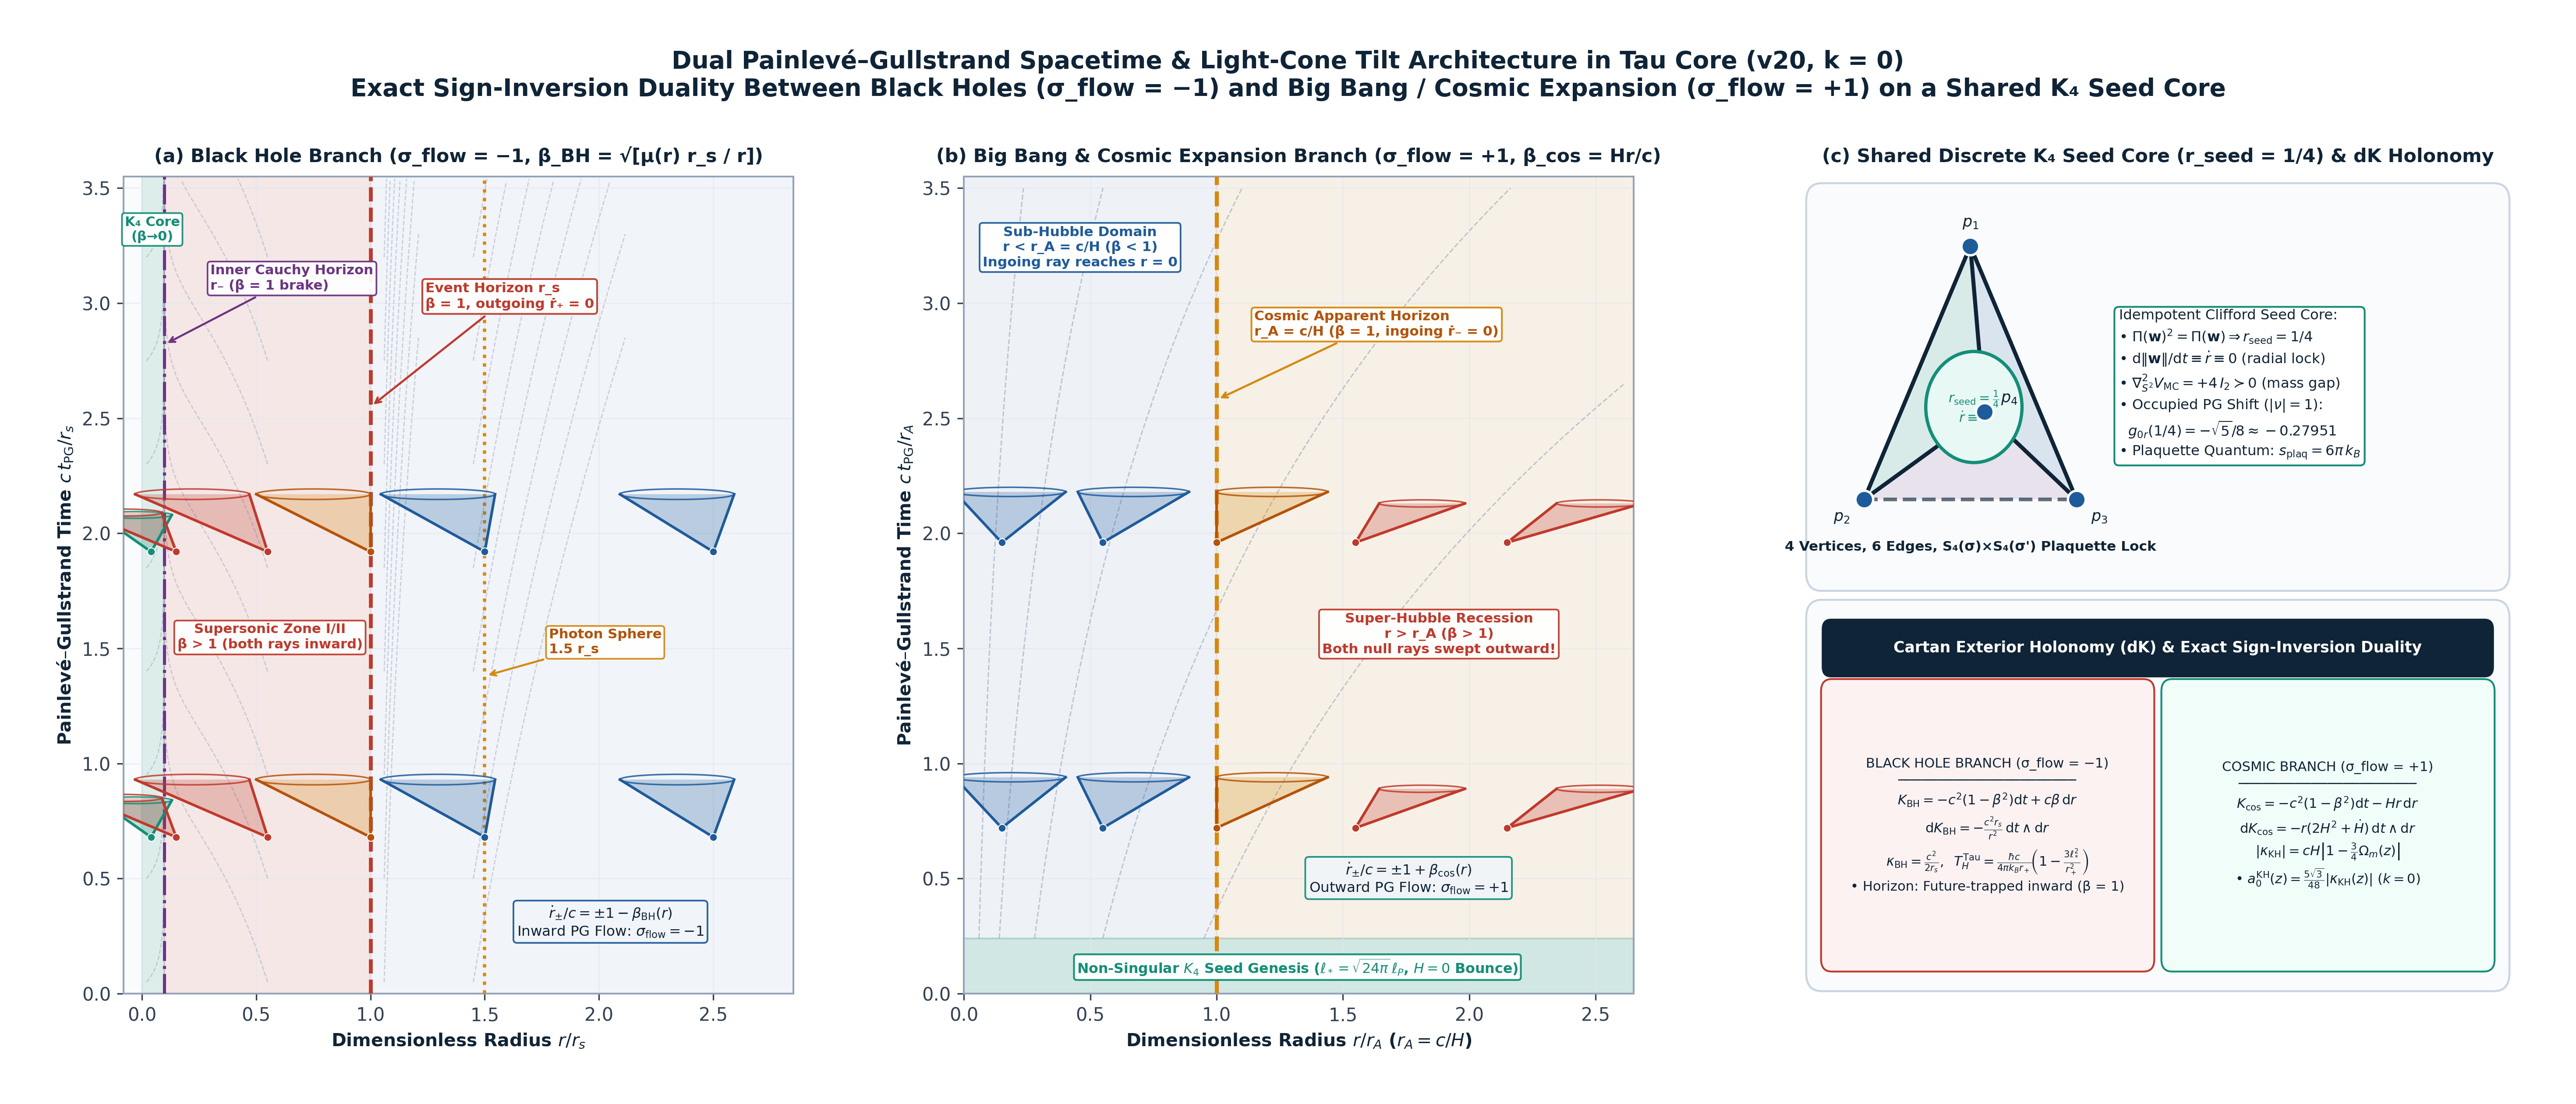 Dual Painlevé–Gullstrand Spacetime & Light-Cone Tilt Architecture in Tau Core (v20, k = 0)
Exact Sign-Inversion Duality Between Black Holes (σ_flow = −1) and Big Bang / Cosmic Expansion (σ_flow = +1) on a Shared K₄ Seed Core
(a) Black Hole Branch (σ_flow = −1, β_BH = √[μ(r) r_s / r])
Painlevé–Gullstrand Time c t_PG/r_s
3.5
3.0
2.5
2.0
1.5
1.0
0.5
0.0
K₄ Core
(β→0)
Inner Cauchy Horizon
r₋ (β = 1 brake)
Event Horizon r_s
β = 1, outgoing ṙ₊ = 0
Supersonic Zone I/II
β > 1 (both rays inward)
Photon Sphere
1.5 r_s
ṙ±/c = ±1 − β_BH(r)
Inward PG Flow: σ_flow = −1
0.0 0.5 1.0 1.5 2.0 2.5
Dimensionless Radius r/r_s
(b) Big Bang & Cosmic Expansion Branch (σ_flow = +1, β_cos = Hr/c)
Painlevé–Gullstrand Time c t_PG/r_A
3.5
3.0
2.5
2.0
1.5
1.0
0.5
0.0
Sub-Hubble Domain
r < r_A = c/H (β < 1)
Ingoing ray reaches r = 0
Cosmic Apparent Horizon
r_A = c/H (β = 1, ingoing ṙ₋ = 0)
Super-Hubble Recession
r > r_A (β > 1)
Both null rays swept outward!
ṙ±/c = ±1 + β_cos(r)
Outward PG Flow: σ_flow = +1
Non-Singular K₄ Seed Genesis (ℓ* = √24π ℓ_P, H = 0 Bounce)
0.0 0.5 1.0 1.5 2.0 2.5
Dimensionless Radius r/r_A (r_A = c/H)
(c) Shared Discrete K₄ Seed Core (r_seed = 1/4) & dK Holonomy
p₁
r_seed = 1/4
ṙ ≡
p₄
p₂
p₃
4 Vertices, 6 Edges, S₄(σ)×S₄(σ') Plaquette Lock
Idempotent Clifford Seed Core:
• Π(w)² = Π(w) ⇒ r_seed = 1/4
• d‖w‖/dt ≡ ṙ ≡ 0 (radial lock)
• ∇²_S² V_MC = +4 I₂ ≻ 0 (mass gap)
• Occupied PG Shift (|ν| = 1):
g₀ᵣ(1/4) = −√5/8 ≈ −0.27951
• Plaquette Quantum: s_plaq = 6π k_B
Cartan Exterior Holonomy (dK) & Exact Sign-Inversion Duality
BLACK HOLE BRANCH (σ_flow = −1)
K_BH = −c²(1 − β²)dt + cβ dr
dK_BH = −c²r_s/r² dt ∧ dr
κ_BH = c²/2r_s, T_H^Tau = ħc/4πk_B r₊ (1 − 3ℓ*²/r₊²)
• Horizon: Future-trapped inward (β = 1)
COSMIC BRANCH (σ_flow = +1)
K_cos = −c²(1 − β²)dt − Hr dr
dK_cos = −r(2H² + Ḣ) dt ∧ dr
|κ_KH| = cH|1 − 3/4 Ω_m(z)|
• a₀^KH(z) = 5√3/48 |κ_KH(z)| (k = 0)